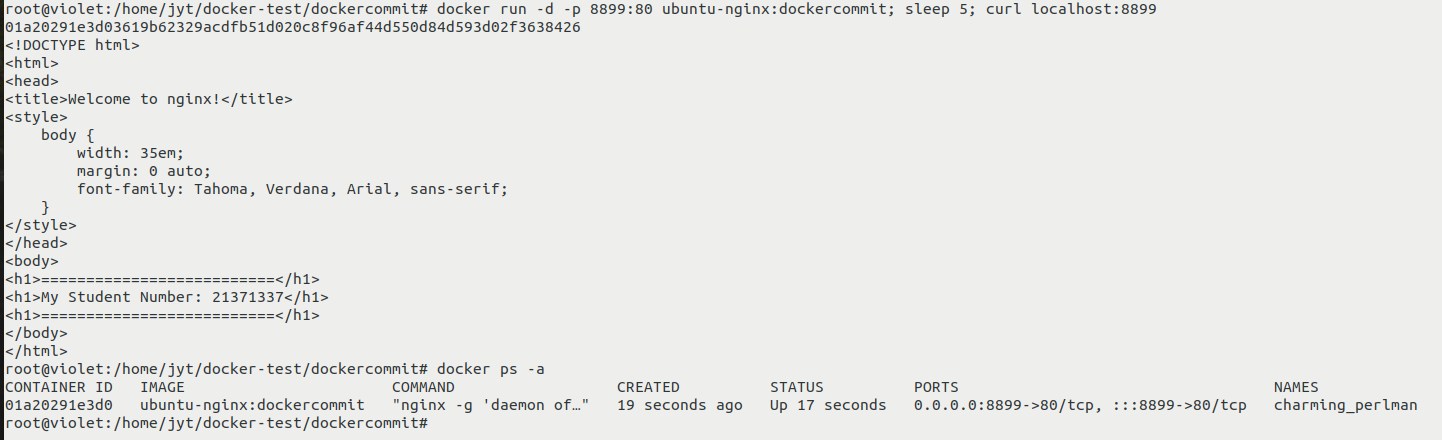 root@violet:/home/jyt/docker-test/dockercommit# docker run -d -p 8899:80 ubuntu-nginx:dockercommit; sleep 5; curl localhost:8899
01a20291e3d03619b62329acdfb51d020c8f96af44d550d84d593d02f3638426
<!DOCTYPE html>
<html>
<head>
<title>Welcome to nginx!</title>
<style>
    body {
        width: 35em;
        margin: 0 auto;
        font-family: Tahoma, Verdana, Arial, sans-serif;
    }
</style>
</head>
<body>
<h1>==========================</h1>
<h1>My Student Number: 21371337</h1>
<h1>==========================</h1>
</body>
</html>
root@violet:/home/jyt/docker-test/dockercommit# docker ps -a
CONTAINER ID   IMAGE                       COMMAND                  CREATED          STATUS          PORTS                                   NAMES
01a20291e3d0   ubuntu-nginx:dockercommit   "nginx -g 'daemon of…"   19 seconds ago   Up 17 seconds   0.0.0.0:8899->80/tcp, :::8899->80/tcp   charming_perlman
root@violet:/home/jyt/docker-test/dockercommit#